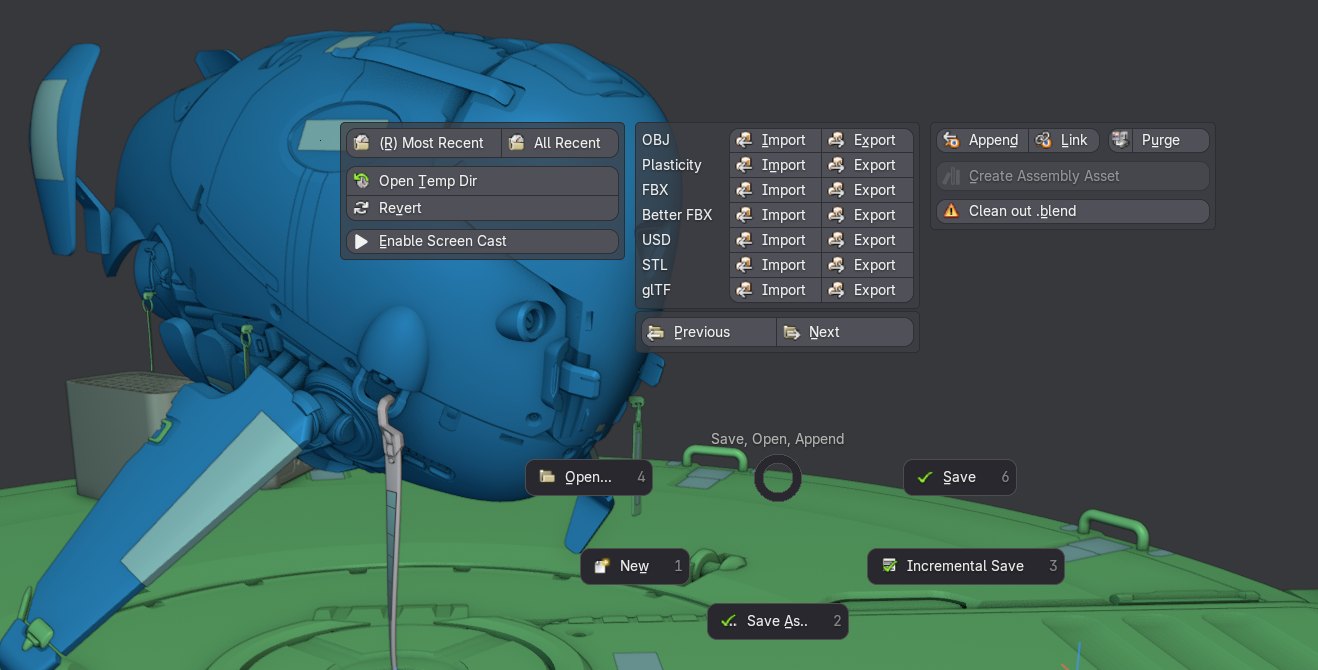 (R) Most Recent All Recent
Open Temp Dir
Revert
Enable Screen Cast
OBJ Import Export
Plasticity Import Export
FBX Import Export
Better FBX Import Export
USD Import Export
STL Import Export
glTF Import Export
Previous Next
Append Link Purge
Create Assembly Asset
Clean out .blend
Save, Open, Append
Open... 4
Save 6
New 1
Incremental Save 3
Save As.. 2